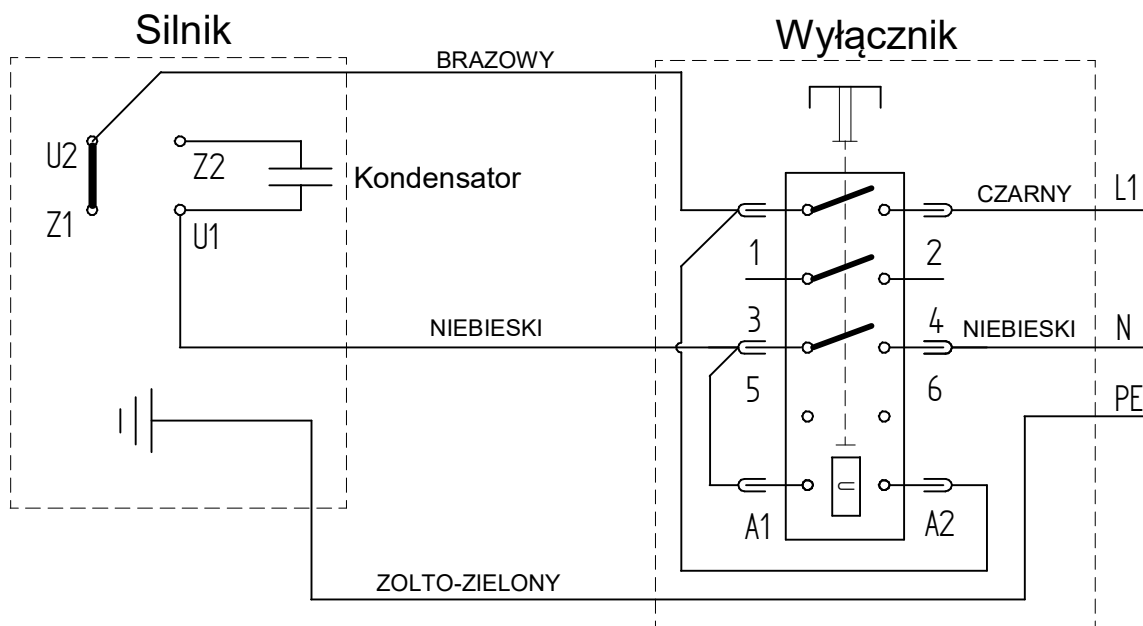 Silnik
Wyłącznik
BRAZOWY
U2
Z2
Kondensator
Z1
U1
CZARNY
L1
1
2
NIEBIESKI
3
4
NIEBIESKI
N
5
6
PE
U
A1
A2
ZOLTO-ZIELONY